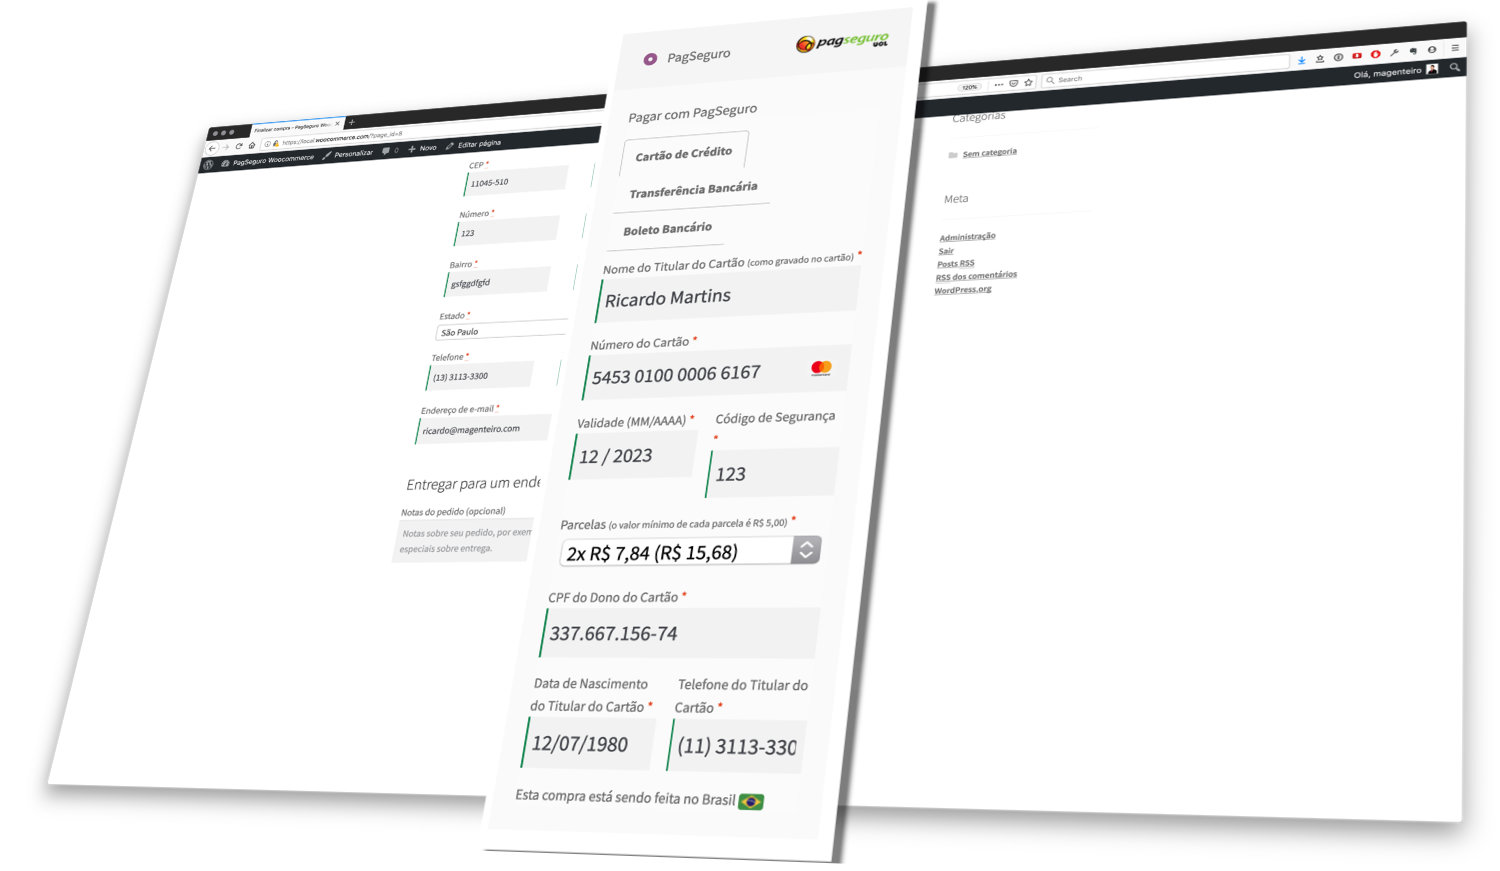 Finalizar compra – PagSeguro Woo...
https://local.woocommerce.com/?page_id=8
PagSeguro Woocommerce Personalizar 0 Novo Editar página
CEP *
11045-510
Número *
123
Bairro *
gsfggdfgfd
Estado *
São Paulo
Telefone *
(13) 3113-3300
Endereço de e-mail *
ricardo@magenteiro.com
Entregar para um ende
Notas do pedido (opcional)
Notas sobre seu pedido, por exem
especiais sobre entrega.
PagSeguro
pagseguro
UOL
Pagar com PagSeguro
Cartão de Crédito
Transferência Bancária
Boleto Bancário
Nome do Titular do Cartão (como gravado no cartão) *
Ricardo Martins
Número do Cartão *
5453 0100 0006 6167
Validade (MM/AAAA) *
12 / 2023
Código de Segurança
*
123
Parcelas (o valor mínimo de cada parcela é R$ 5,00) *
2x R$ 7,84 (R$ 15,68)
CPF do Dono do Cartão *
337.667.156-74
Data de Nascimento
do Titular do Cartão *
12/07/1980
Telefone do Titular do
Cartão *
(11) 3113-330
Esta compra está sendo feita no Brasil
120%
Search
Olá, magenteiro
Categorias
Sem categoria
Meta
Administração
Sair
Posts RSS
RSS dos comentários
WordPress.org